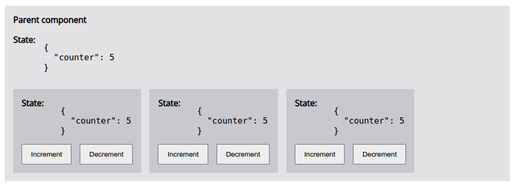 Parent component
State:
{
"counter": 5
}
State:
{
"counter": 5
}
Increment Decrement
State:
{
"counter": 5
}
Increment Decrement
State:
{
"counter": 5
}
Increment Decrement